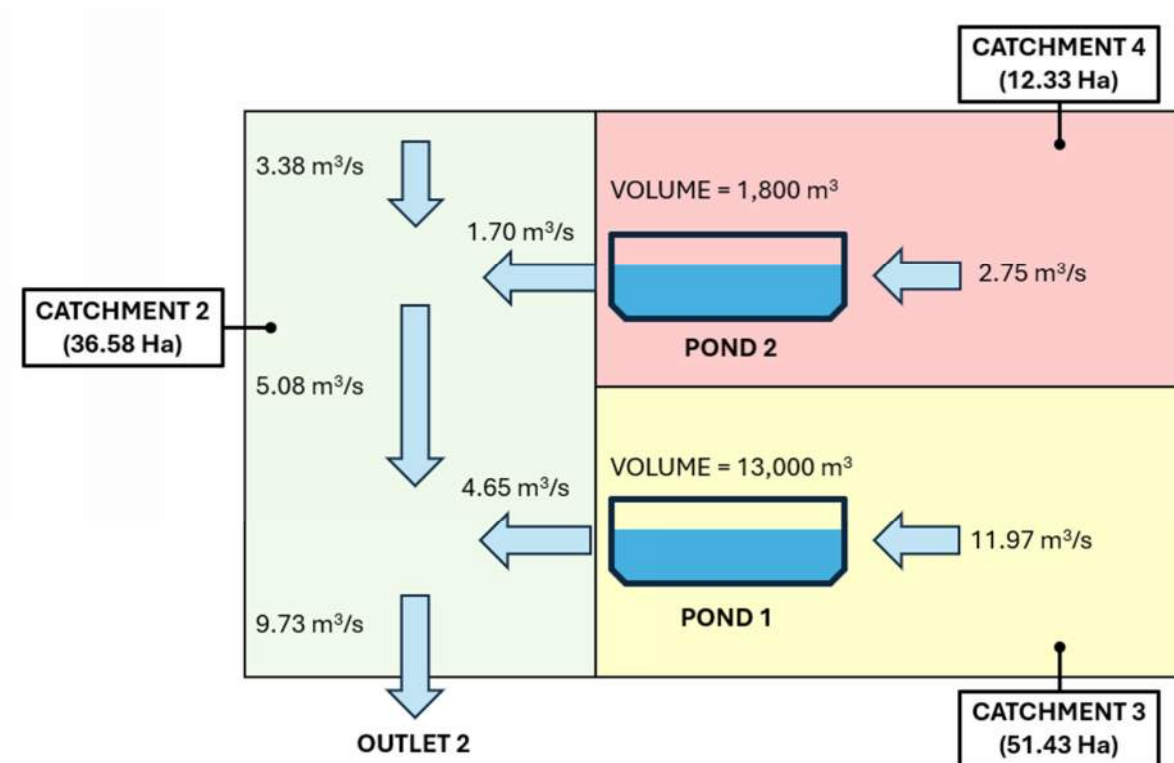 CATCHMENT 4
(12.33 Ha)
3.38 m³/s
VOLUME = 1,800 m³
1.70 m³/s
2.75 m³/s
CATCHMENT 2
(36.58 Ha)
POND 2
5.08 m³/s
VOLUME = 13,000 m³
4.65 m³/s
11.97 m³/s
9.73 m³/s
POND 1
OUTLET 2
CATCHMENT 3
(51.43 Ha)